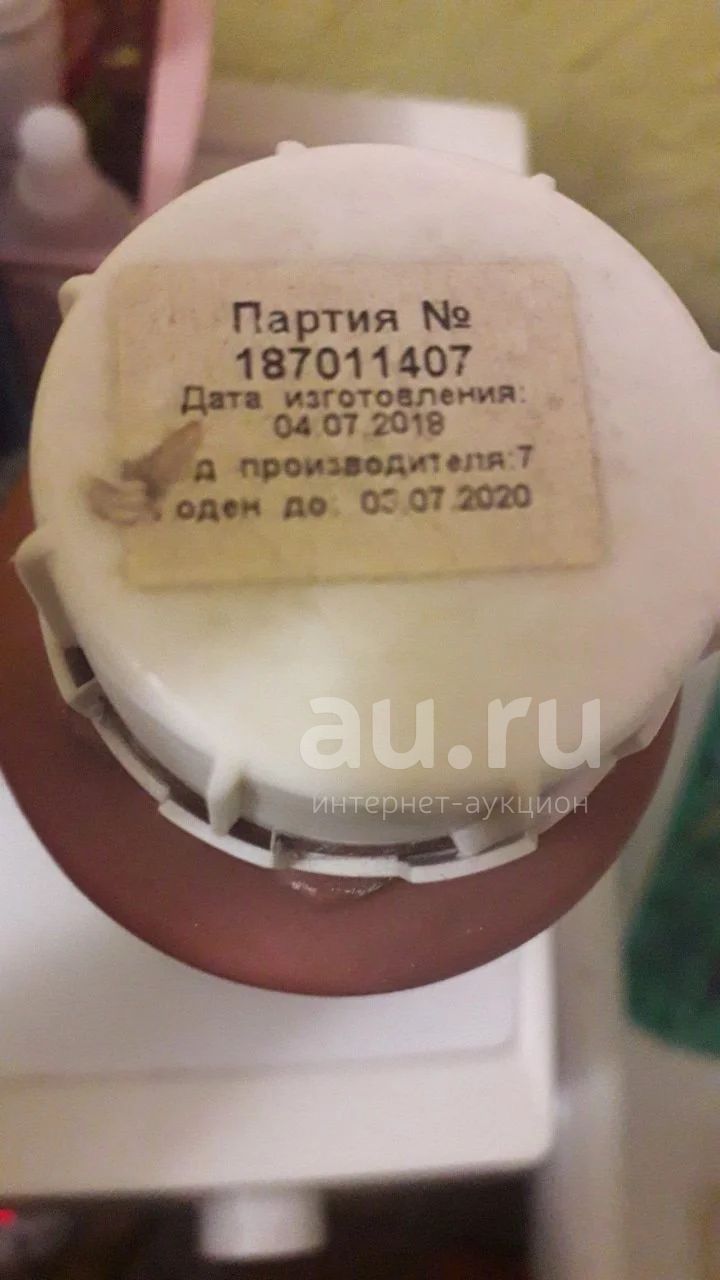 Партия №
187011407
Дата изготовления:
04.07.2018
д производителя:7
оден до: 03.07.2020
au.ru
интернет-аукцион